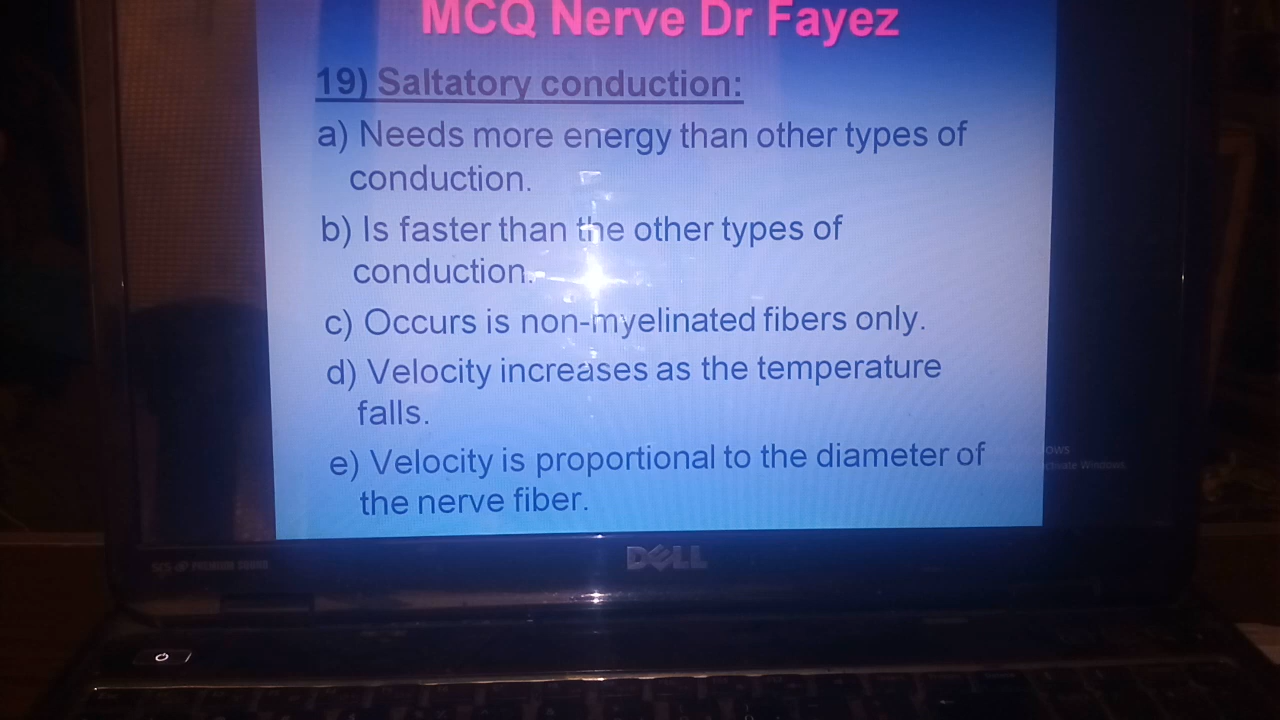 MCQ Nerve Dr Fayez
19) Saltatory conduction:
a) Needs more energy than other types of
conduction.
b) Is faster than the other types of
conduction.
c) Occurs is non-myelinated fibers only.
d) Velocity increases as the temperature
falls.
e) Velocity is proportional to the diameter of
the nerve fiber.
DELL